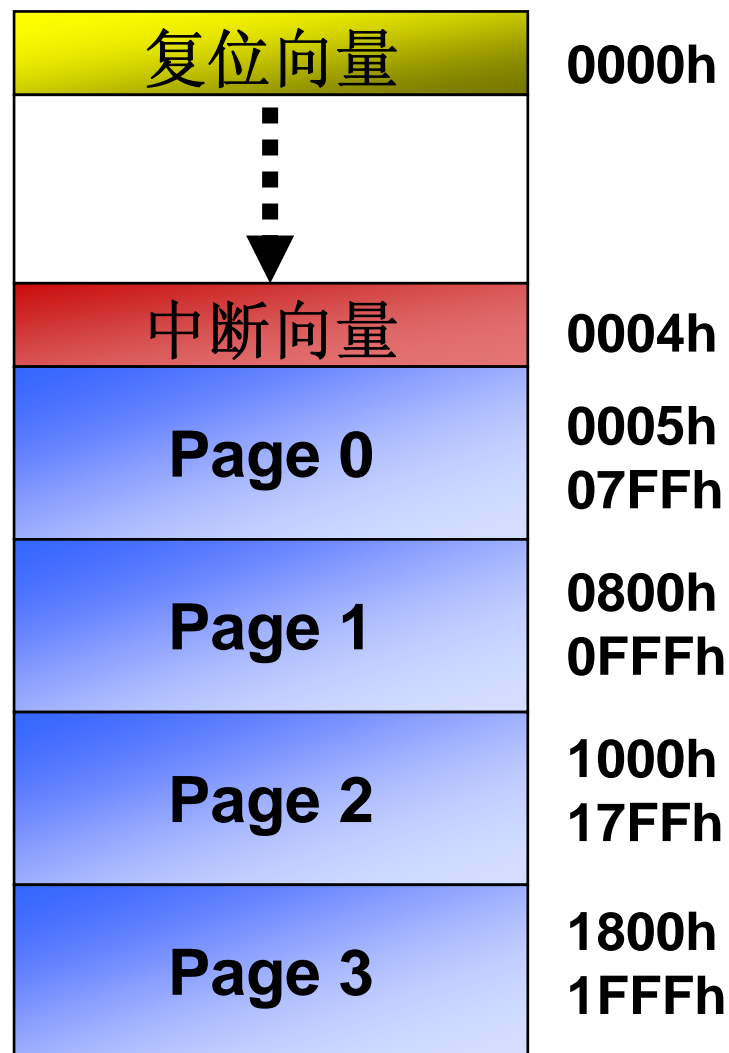 复位向量
0000h
中断向量
0004h
Page 0
0005h
07FFh
Page 1
0800h
0FFFh
Page 2
1000h
17FFh
Page 3
1800h
1FFFh